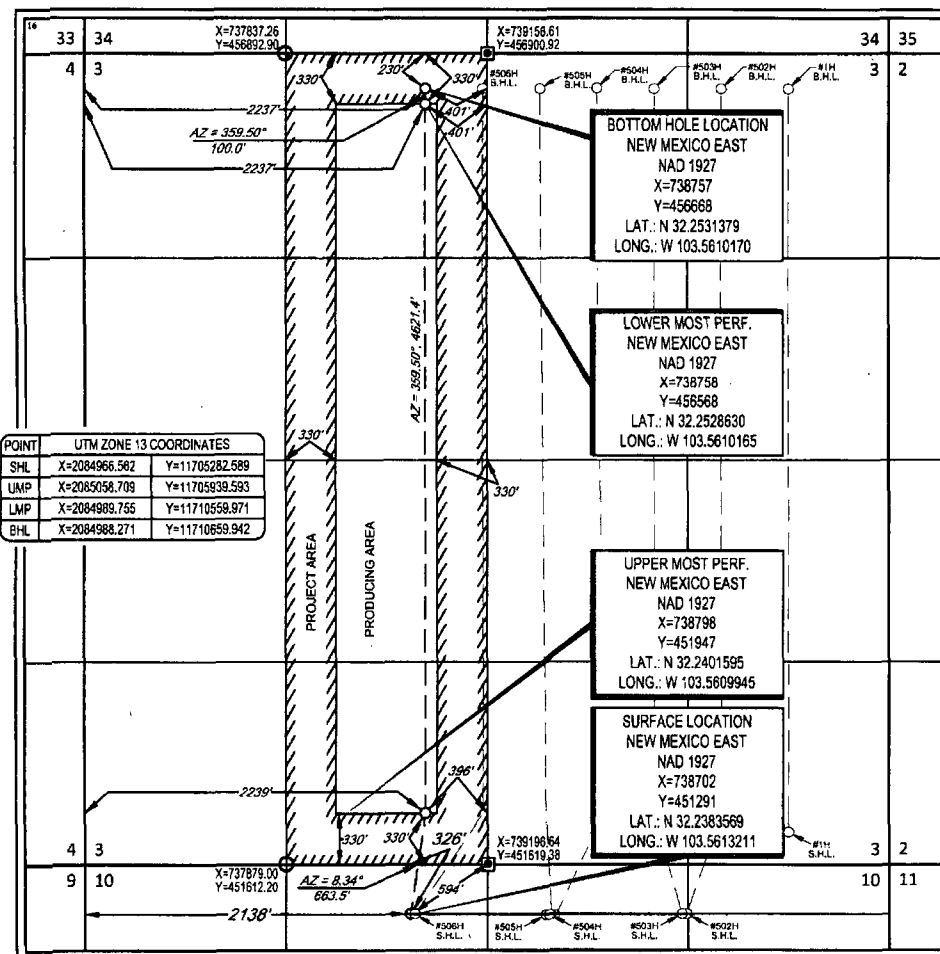 16
33 34
X=737837.26
Y=456892.90
X=739156.61
Y=456900.92
34 35
4 3
3 2
330'
230'
330'
#506H
B.H.L.
#505H
B.H.L.
#504H
B.H.L.
#503H
B.H.L.
#502H
B.H.L.
#1H
B.H.L.
2237'
401'
401'
AZ = 359.50°
100.0'
2237'
BOTTOM HOLE LOCATION
NEW MEXICO EAST
NAD 1927
X=738757
Y=456668
LAT.: N 32.2531379
LONG.: W 103.5610170
AZ = 359.50°, 4621.4'
LOWER MOST PERF.
NEW MEXICO EAST
NAD 1927
X=738758
Y=456568
LAT.: N 32.2528630
LONG.: W 103.5610165
POINT UTM ZONE 13 COORDINATES
SHL X=2084966.562 Y=11705282.589
UMP X=2085058.709 Y=11705939.593
LMP X=2084989.755 Y=11710559.971
BHL X=2084988.271 Y=11710659.942
330'
330'
PROJECT AREA
PRODUCING AREA
UPPER MOST PERF.
NEW MEXICO EAST
NAD 1927
X=738798
Y=451947
LAT.: N 32.2401595
LONG.: W 103.5609945
SURFACE LOCATION
NEW MEXICO EAST
NAD 1927
X=738702
Y=451291
LAT.: N 32.2383569
LONG.: W 103.5613211
396'
2239'
330'
330'
326'
#1H
S.H.L.
4 3
9 10
X=737879.00
Y=451612.20
X=739196.64
Y=451619.38
3 2
10 11
AZ = 8.34°
663.5'
594'
2138'
#506H
S.H.L.
#505H
S.H.L.
#504H
S.H.L.
#503H
S.H.L.
#502H
S.H.L.